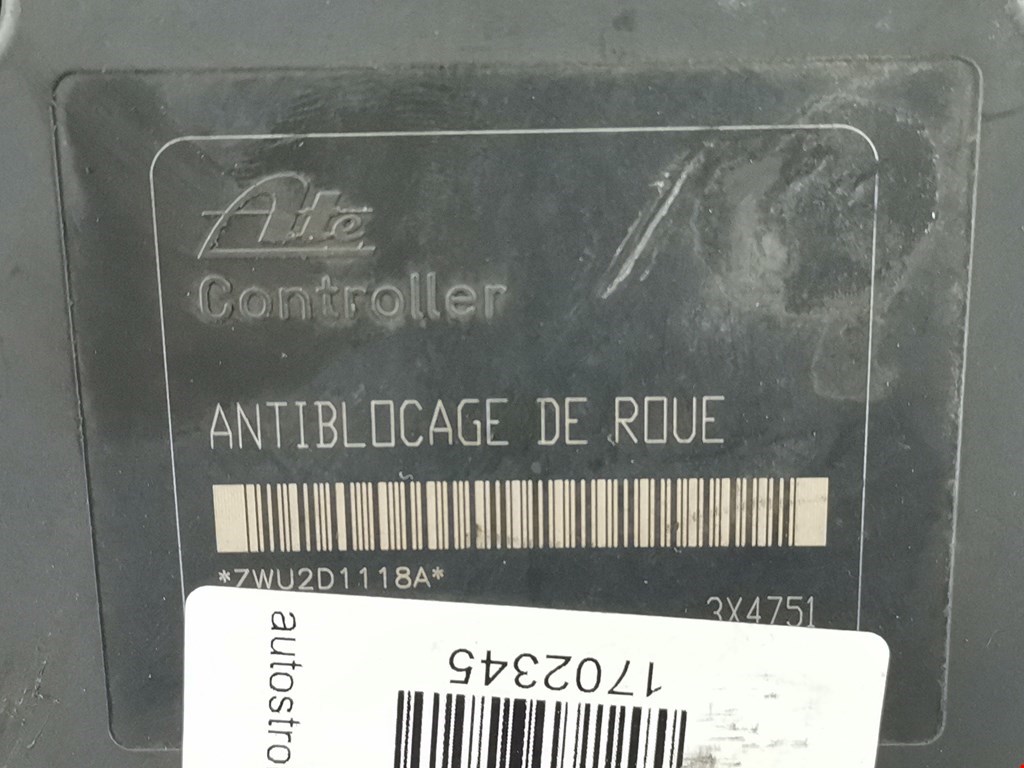 Ate
Controller
ANTIBLOCAGE DE ROUE
*ZWU2D1118A*
3X4751
1702345
autostro